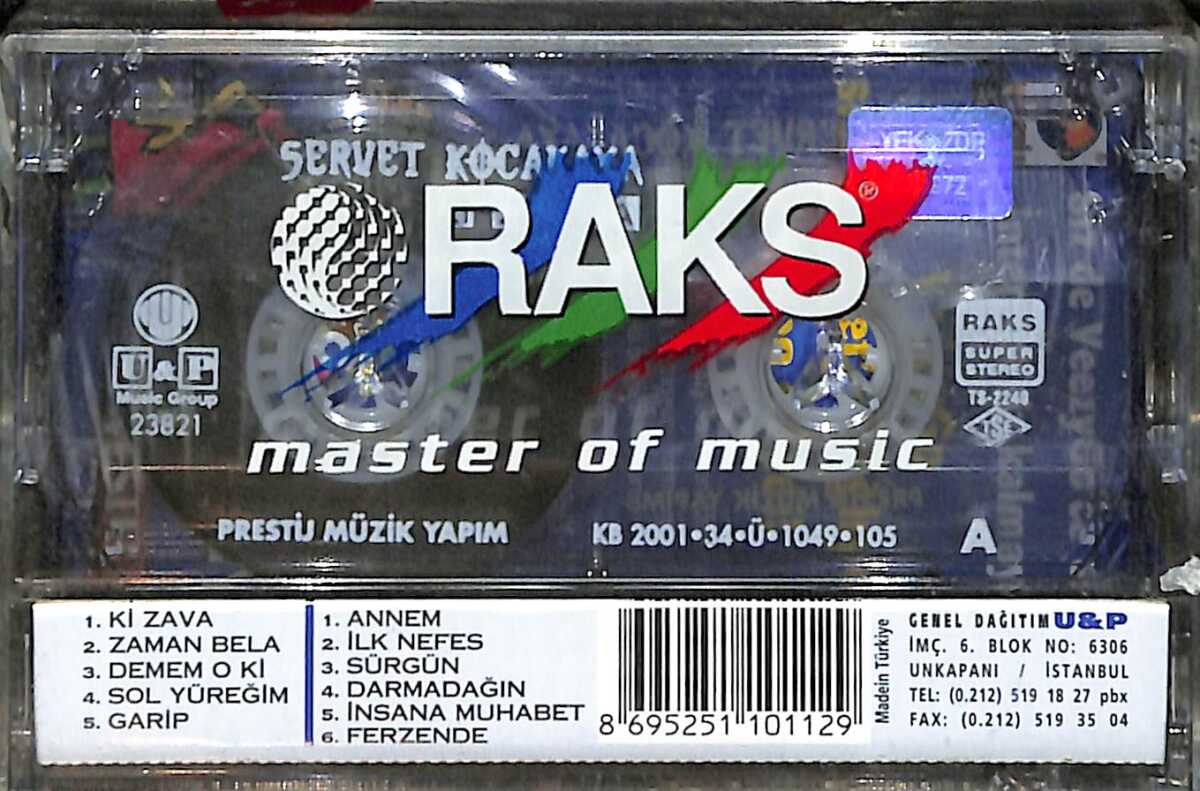 SERVET KOCAKAYA
RAKS®
U
U&P
Music Group
23821
RAKS
SUPER
STEREO
TS-2240
TSE
master of music
PRESTİJ MÜZİK YAPIM
KB 2001•34•Ü•1049•105
A
1. Kİ ZAVA
2. ZAMAN BELA
3. DEMEM O Kİ
4. SOL YÜREĞİM
5. GARİP
1. ANNEM
2. İLK NEFES
3. SÜRGÜN
4. DARMADAĞIN
5. İNSANA MUHABET
6. FERZENDE
8 695251 101129
Madein Türkiye
GENEL DAĞITIM U&P
İMÇ. 6. BLOK NO: 6306
UNKAPANI / İSTANBUL
TEL: (0.212) 519 18 27 pbx
FAX: (0.212) 519 35 04